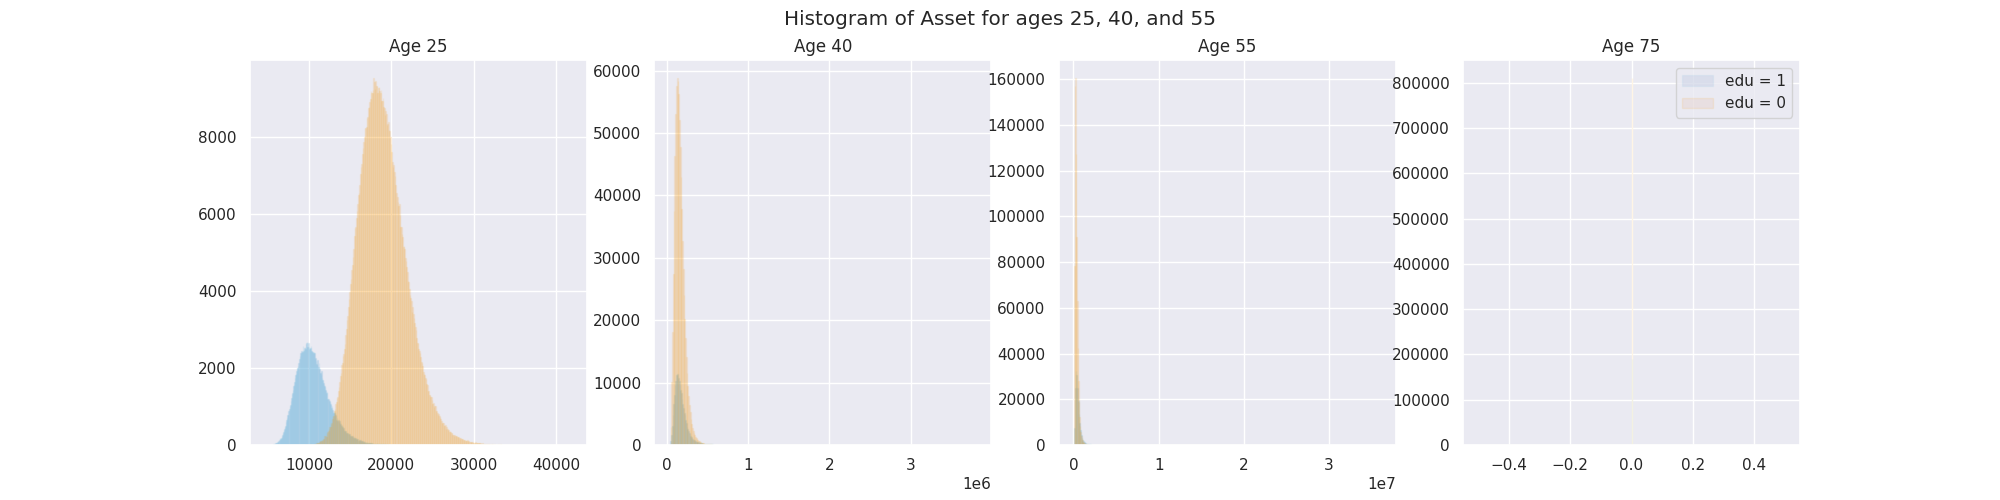 Histogram of Asset for ages 25, 40, and 55
Age 25
8000
6000
4000
2000
0
10000 20000 30000 40000
Age 40
60000
50000
40000
30000
20000
10000
0
0 1 2 3
1e6
Age 55
160000
140000
120000
100000
80000
60000
40000
20000
0
0 1 2 3
1e7
Age 75
800000
700000
600000
500000
400000
300000
200000
100000
0
−0.4 −0.2 0.0 0.2 0.4
edu = 1
edu = 0